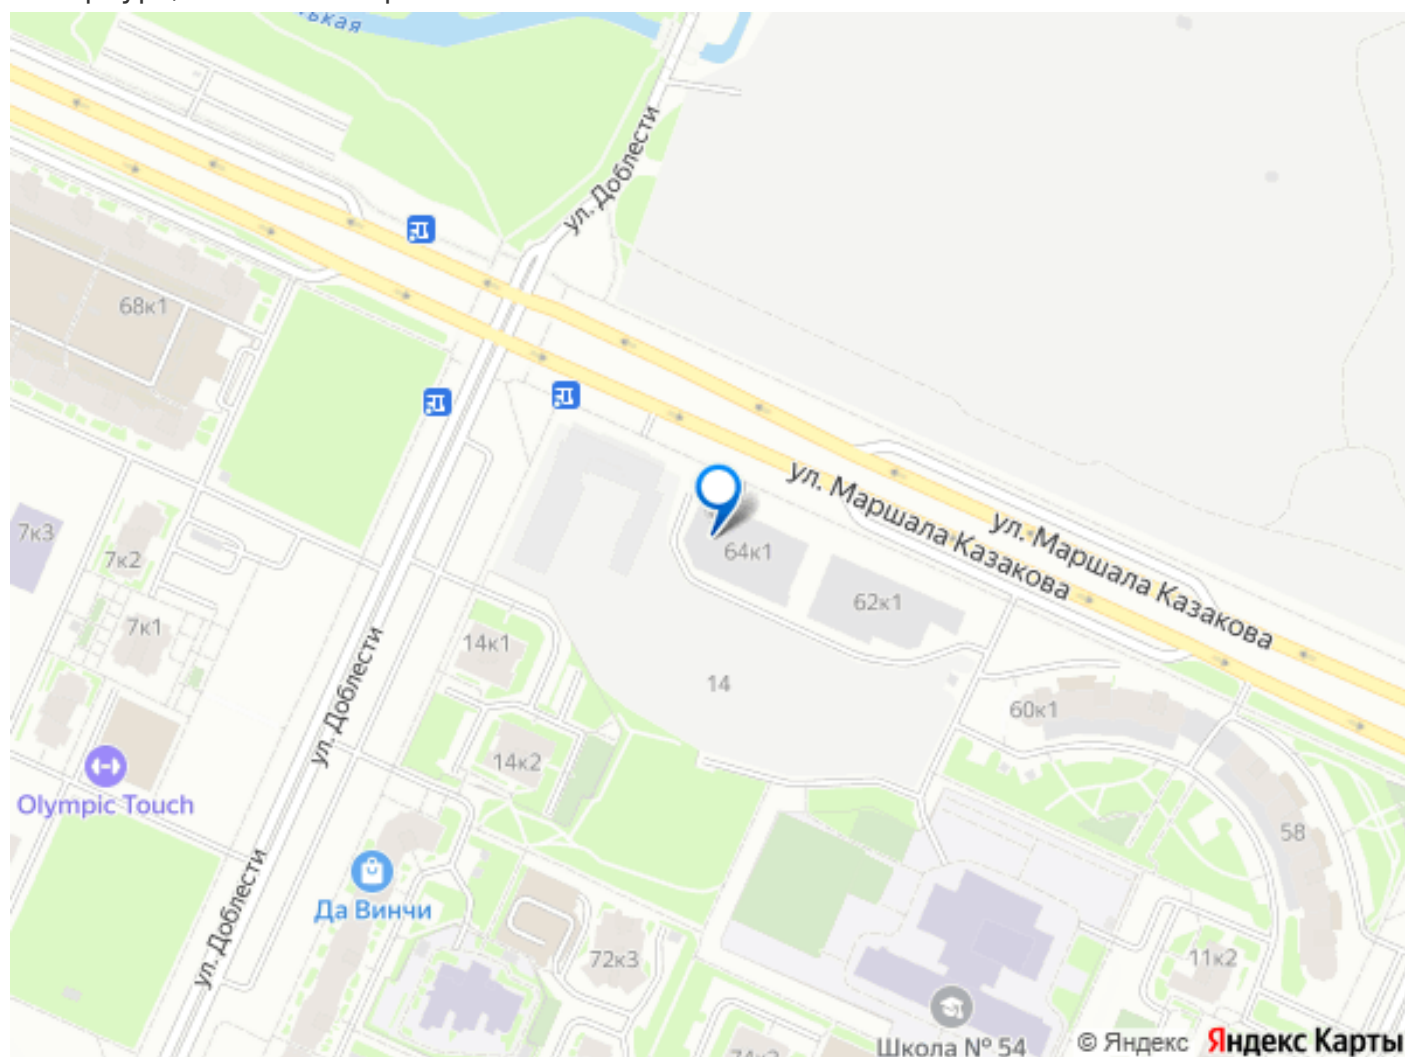 ул. Доблести
68к1
ул. Маршала Казакова
ул. Маршала Казакова
7к3
7к2
64к1
62к1
7к1
14к1
ул. Доблести
14
60к1
14к2
Olympic Touch
58
Да Винчи
ул. Доблести
72к3
11к2
Школа № 54
© Яндекс Яндекс Карты